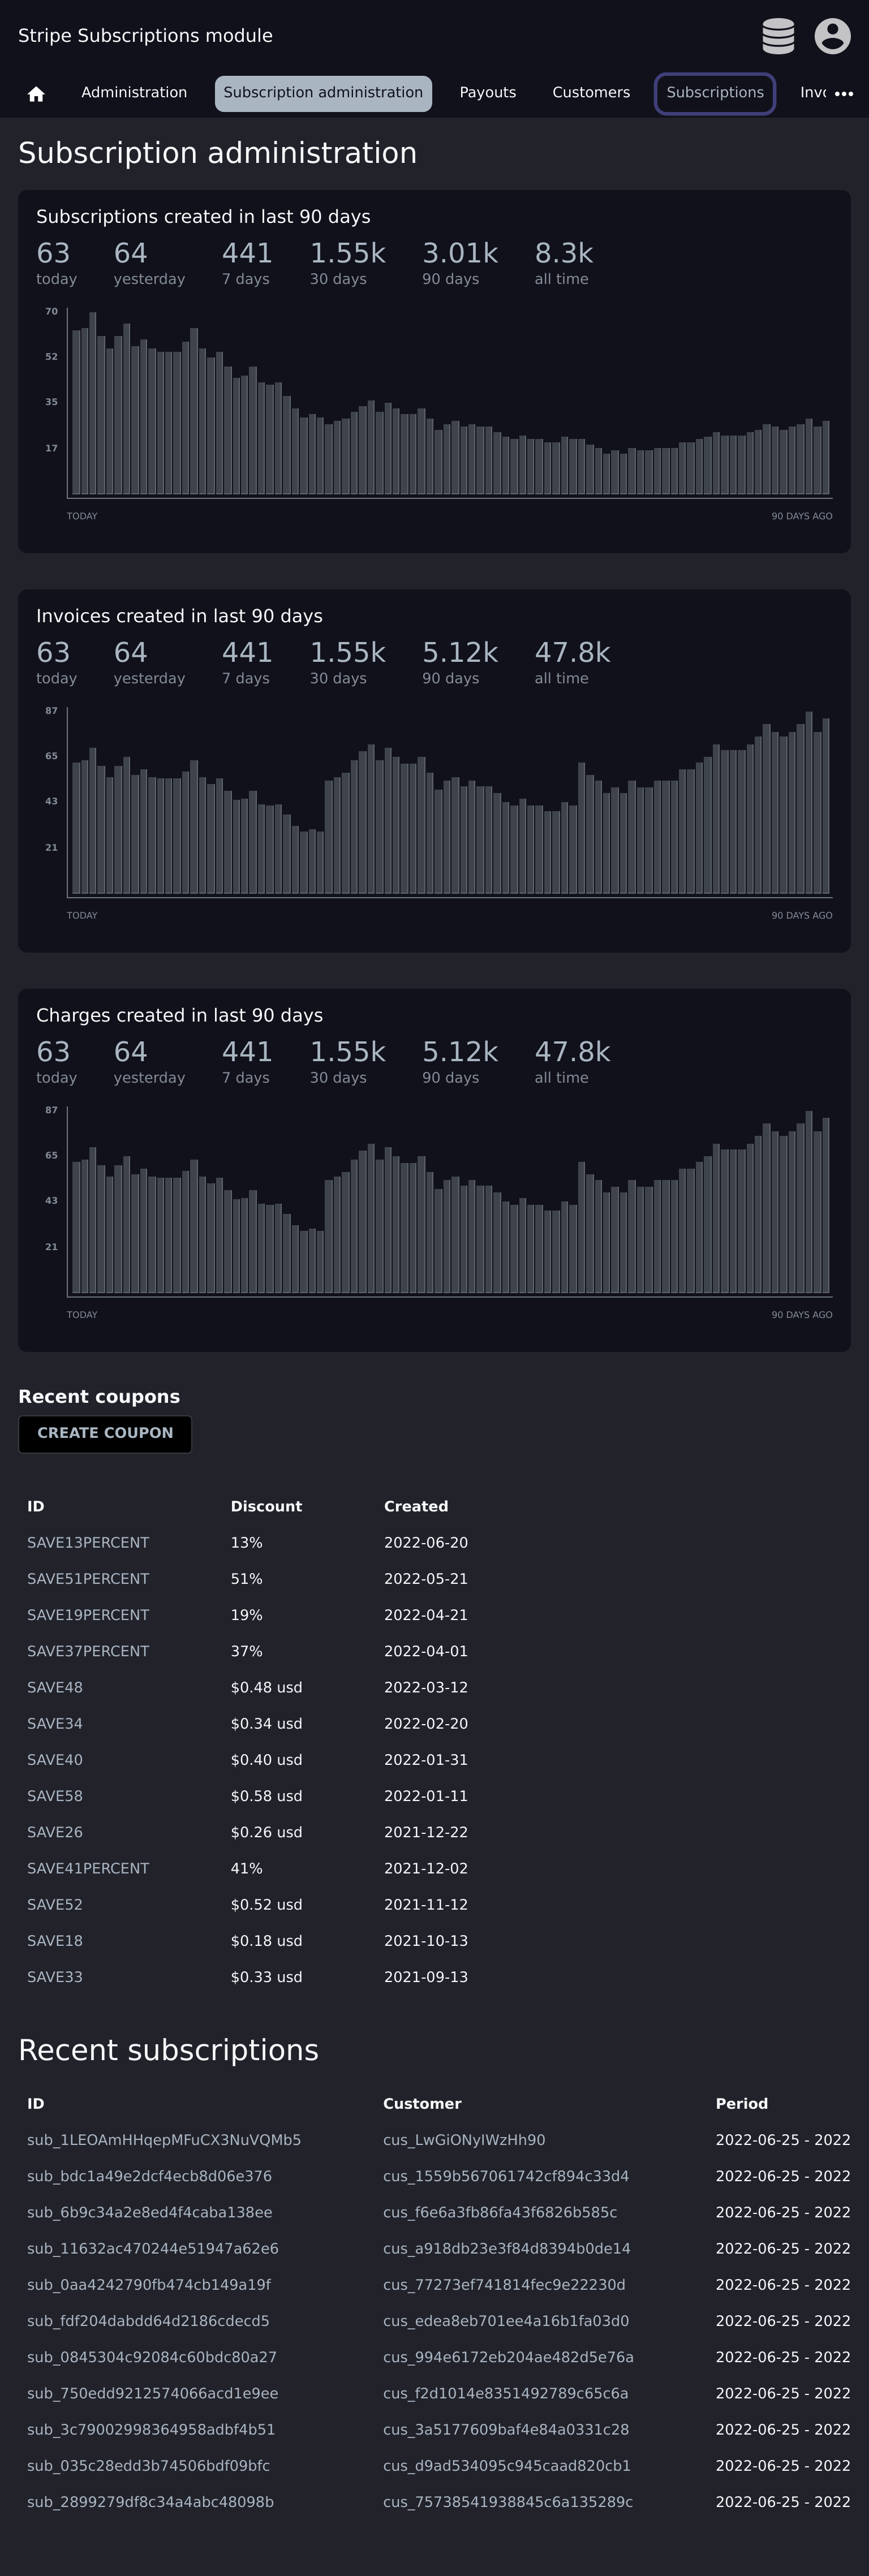 Stripe Subscriptions module
Administration Subscription administration Payouts Customers Subscriptions
Subscription administration
Subscriptions created in last 90 days
63 64 441 1.55k 3.01k 8.3k
today yesterday 7 days 30 days 90 days all time
70
52
35
17
TODAY 90 DAYS AGO
Invoices created in last 90 days
63 64 441 1.55k 5.12k 47.8k
today yesterday 7 days 30 days 90 days all time
87
65
43
21
TODAY 90 DAYS AGO
Charges created in last 90 days
63 64 441 1.55k 5.12k 47.8k
today yesterday 7 days 30 days 90 days all time
87
65
43
21
TODAY 90 DAYS AGO
Recent coupons
CREATE COUPON
ID Discount Created
SAVE13PERCENT 13% 2022-06-20
SAVE51PERCENT 51% 2022-05-21
SAVE19PERCENT 19% 2022-04-21
SAVE37PERCENT 37% 2022-04-01
SAVE48 $0.48 usd 2022-03-12
SAVE34 $0.34 usd 2022-02-20
SAVE40 $0.40 usd 2022-01-31
SAVE58 $0.58 usd 2022-01-11
SAVE26 $0.26 usd 2021-12-22
SAVE41PERCENT 41% 2021-12-02
SAVE52 $0.52 usd 2021-11-12
SAVE18 $0.18 usd 2021-10-13
SAVE33 $0.33 usd 2021-09-13
Recent subscriptions
ID Customer Period
sub_1LEOAmHHqepMFuCX3NuVQMb5 cus_LwGiONyIWzHh90 2022-06-25 - 2022
sub_bdc1a49e2dcf4ecb8d06e376 cus_1559b567061742cf894c33d4 2022-06-25 - 2022
sub_6b9c34a2e8ed4f4caba138ee cus_f6e6a3fb86fa43f6826b585c 2022-06-25 - 2022
sub_11632ac470244e51947a62e6 cus_a918db23e3f84d8394b0de14 2022-06-25 - 2022
sub_0aa4242790fb474cb149a19f cus_77273ef741814fec9e22230d 2022-06-25 - 2022
sub_fdf204dabdd64d2186cdecd5 cus_edea8eb701ee4a16b1fa03d0 2022-06-25 - 2022
sub_0845304c92084c60bdc80a27 cus_994e6172eb204ae482d5e76a 2022-06-25 - 2022
sub_750edd9212574066acd1e9ee cus_f2d1014e8351492789c65c6a 2022-06-25 - 2022
sub_3c79002998364958adbf4b51 cus_3a5177609baf4e84a0331c28 2022-06-25 - 2022
sub_035c28edd3b74506bdf09bfc cus_d9ad534095c945caad820cb1 2022-06-25 - 2022
sub_2899279df8c34a4abc48098b cus_75738541938845c6a135289c 2022-06-25 - 2022